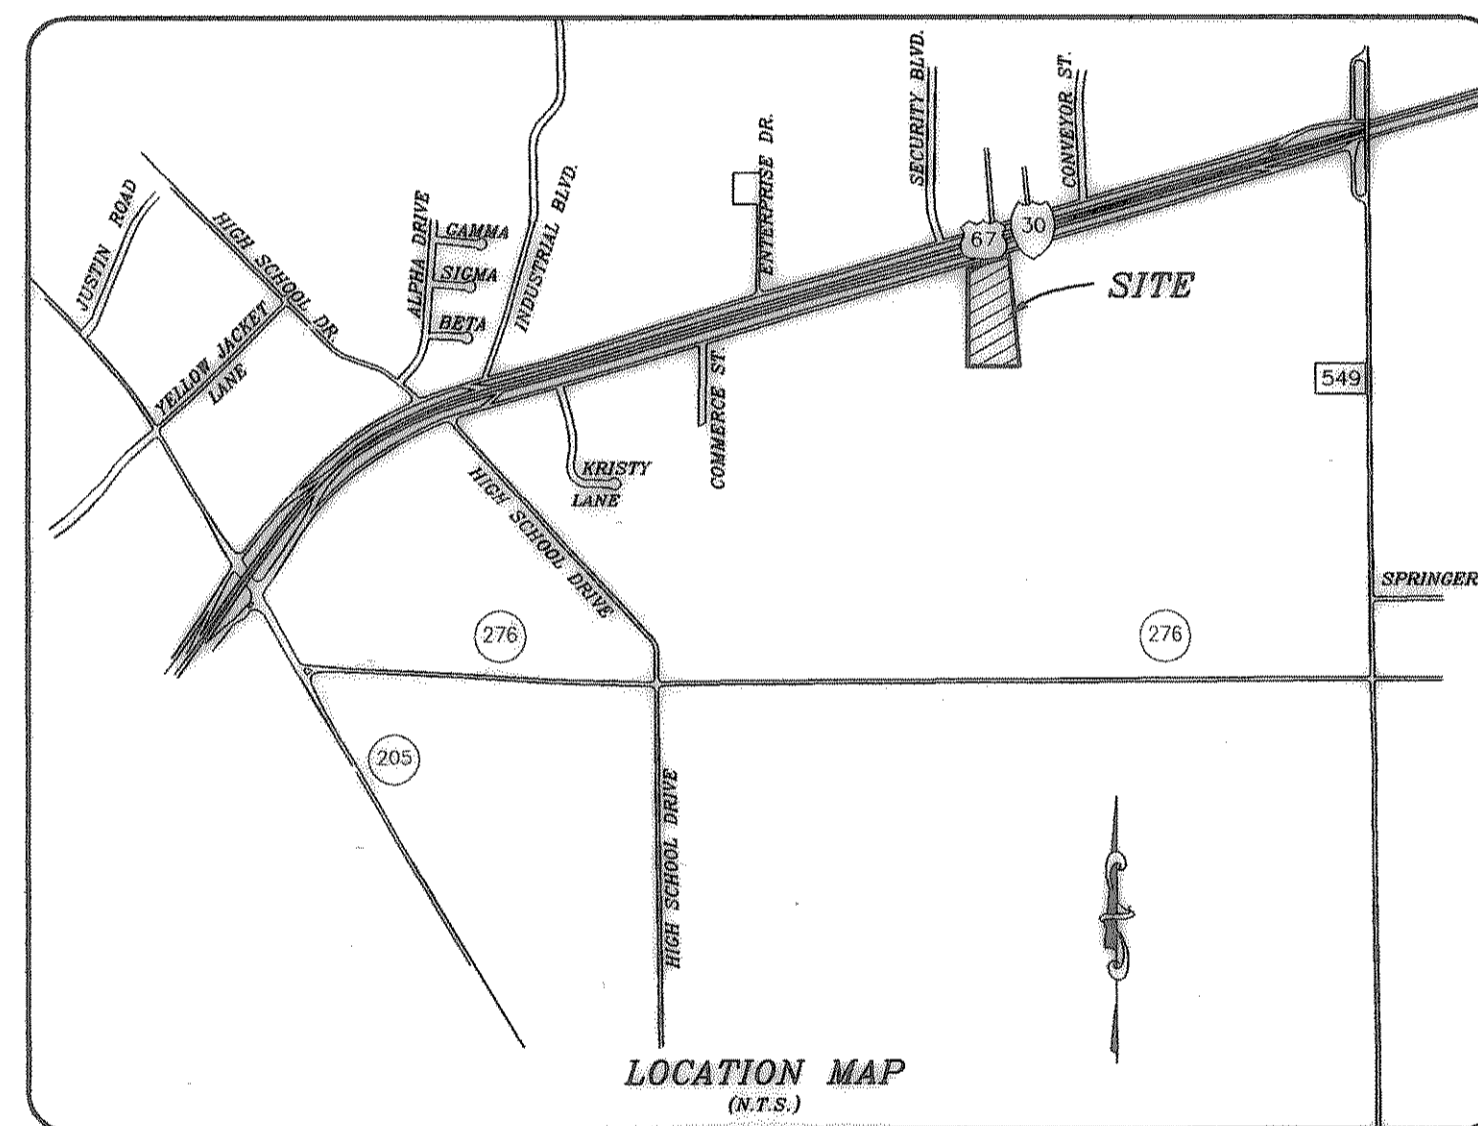 SECURITY BLVD.
CONVEYOR ST.
ENTERPRISE DR.
INDUSTRIAL BLVD.
JUSTIN ROAD
HIGH SCHOOL DR.
ALPHA DRIVE
GAMMA
SIGMA
BETA
67
30
SITE
YELLOW JACKET
LANE
COMMERCE ST.
549
KRISTY
LANE
HIGH SCHOOL DRIVE
SPRINGER
276
276
205
HIGH SCHOOL DRIVE
LOCATION MAP
(N.T.S.)